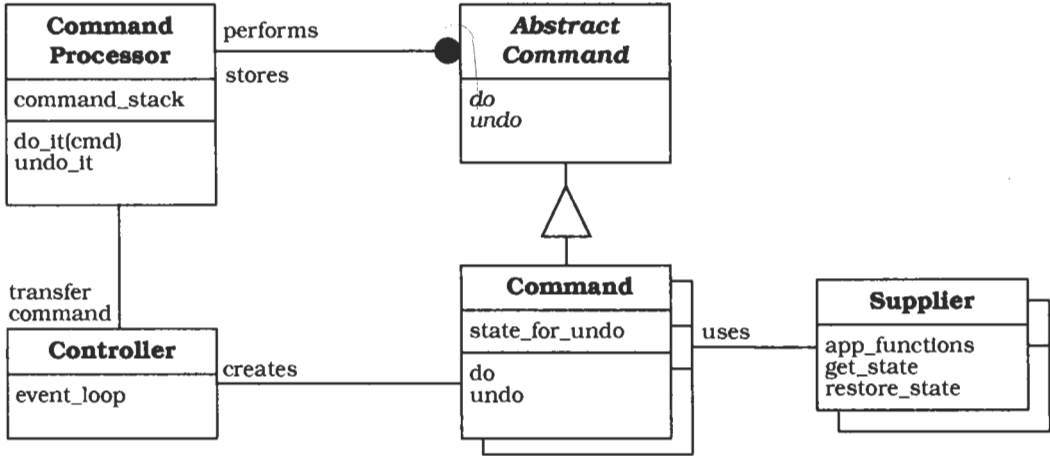 Command
Processor
command_stack
do_it(cmd)
undo_it
performs
stores
Abstract
Command
do
undo
transfer
command
Controller
event_loop
creates
Command
state_for_undo
do
undo
uses
Supplier
app_functions
get_state
restore_state